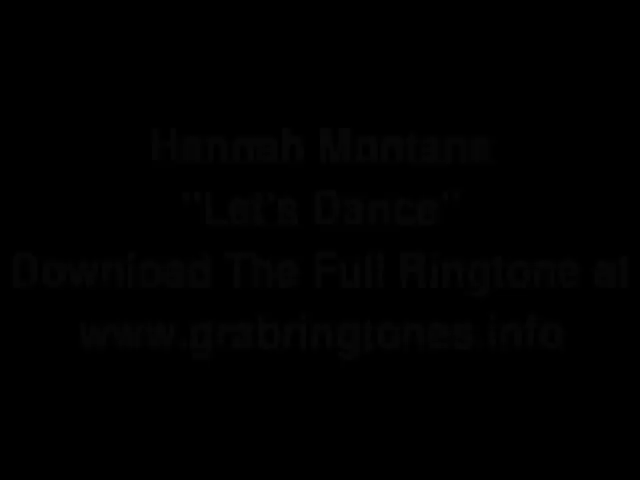 Hannah Montana
"Let's Dance"
Download The Full Ringtone at
www.grabringtones.info